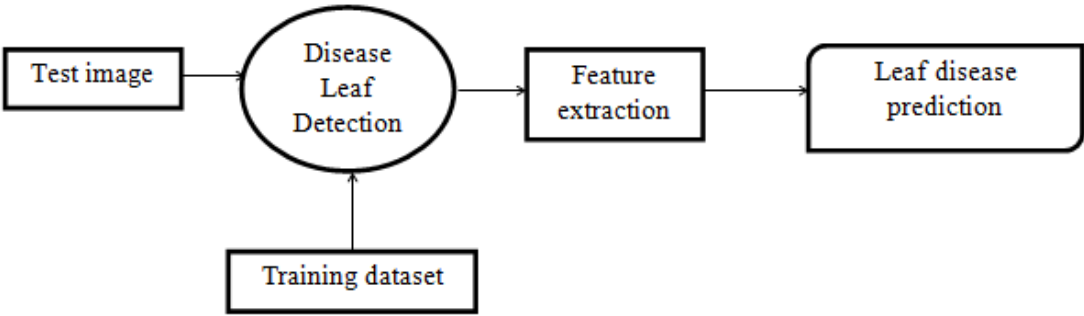 Test image
Disease
Leaf
Detection
Feature
extraction
Leaf disease
prediction
Training dataset